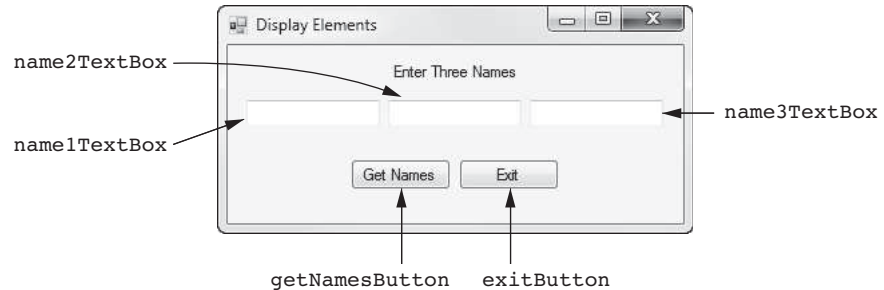 Display Elements
name2TextBox
Enter Three Names
name3TextBox
name1TextBox
Get Names Exit
getNamesButton exitButton